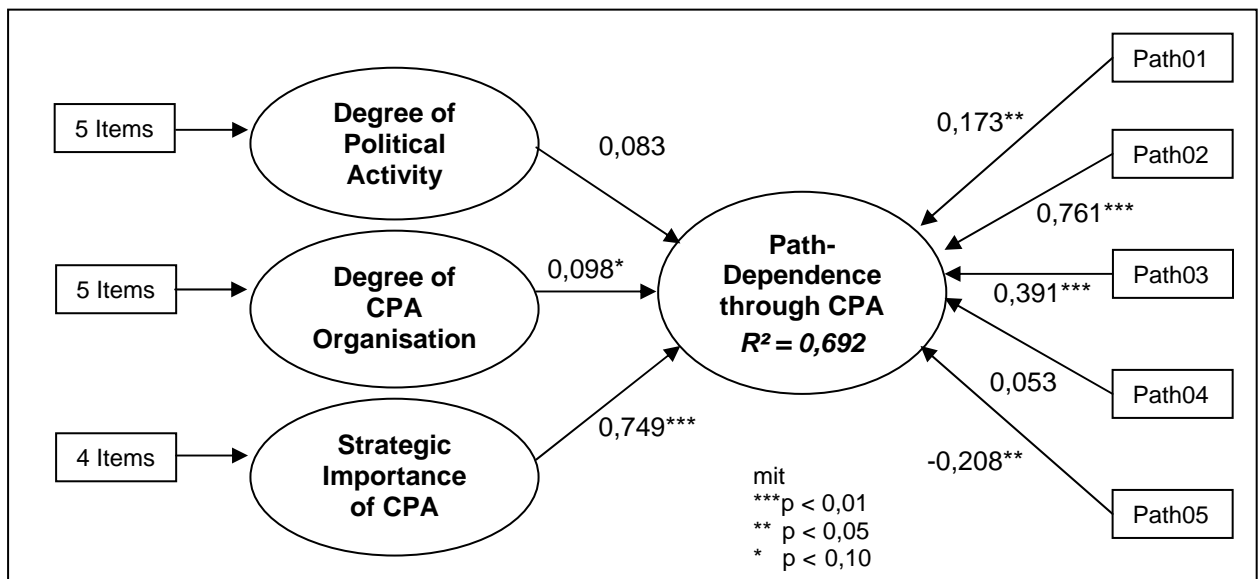 5 Items
Degree of
Political
Activity
0,083
5 Items
Degree of
CPA
Organisation
0,098*
4 Items
Strategic
Importance
of CPA
0,749***
Path-
Dependence
through CPA
R² = 0,692
Path01
0,173**
Path02
0,761***
Path03
0,391***
Path04
0,053
Path05
-0,208**
mit
***p < 0,01
** p < 0,05
* p < 0,10